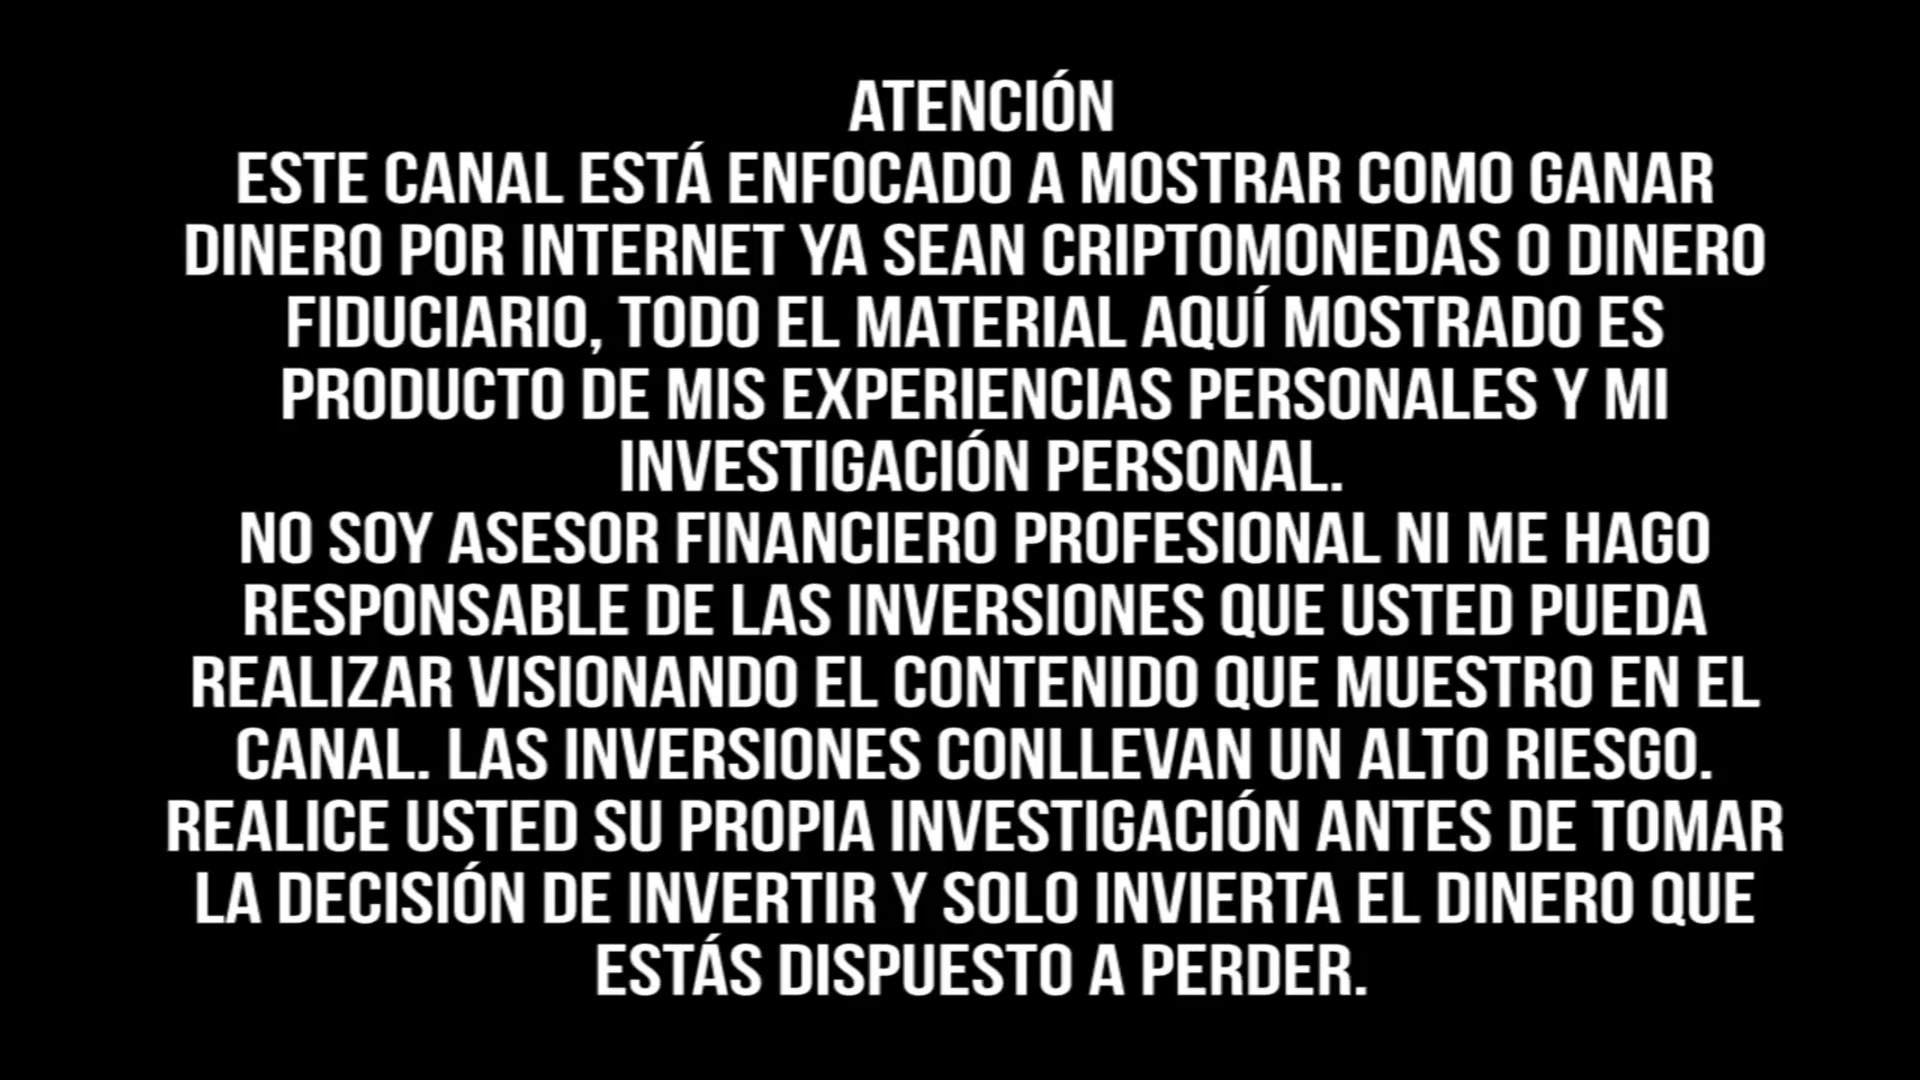 ATENCIÓN
ESTE CANAL ESTÁ ENFOCADO A MOSTRAR COMO GANAR
DINERO POR INTERNET YA SEAN CRIPTOMONEDAS O DINERO
FIDUCIARIO, TODO EL MATERIAL AQUÍ MOSTRADO ES
PRODUCTO DE MIS EXPERIENCIAS PERSONALES Y MI
INVESTIGACIÓN PERSONAL.
NO SOY ASESOR FINANCIERO PROFESIONAL NI ME HAGO
RESPONSABLE DE LAS INVERSIONES QUE USTED PUEDA
REALIZAR VISIONANDO EL CONTENIDO QUE MUESTRO EN EL
CANAL. LAS INVERSIONES CONLLEVAN UN ALTO RIESGO.
REALICE USTED SU PROPIA INVESTIGACIÓN ANTES DE TOMAR
LA DECISIÓN DE INVERTIR Y SOLO INVIERTA EL DINERO QUE
ESTÁS DISPUESTO A PERDER.